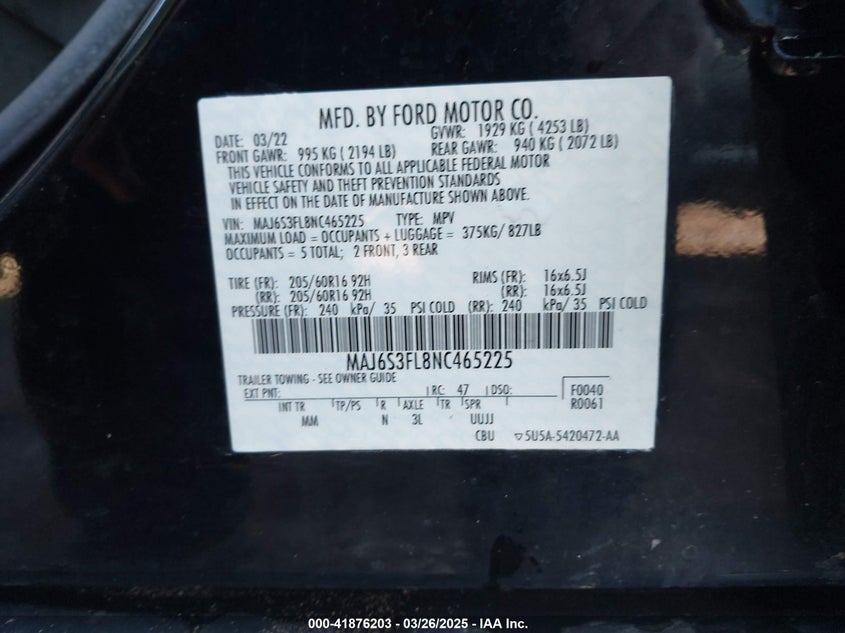 MFD. BY FORD MOTOR CO.
DATE: 03/22 GVWR: 1929 KG ( 4253 LB)
FRONT GAWR: 995 KG ( 2194 LB) REAR GAWR: 940 KG ( 2072 LB)
THIS VEHICLE CONFORMS TO ALL APPLICABLE FEDERAL MOTOR
VEHICLE SAFETY AND THEFT PREVENTION STANDARDS
IN EFFECT ON THE DATE OF MANUFACTURE SHOWN ABOVE.
VIN: MAJ6S3FL8NC465225 TYPE: MPV
MAXIMUM LOAD = OCCUPANTS + LUGGAGE = 375KG/ 827LB
OCCUPANTS = 5 TOTAL; 2 FRONT, 3 REAR
TIRE (FR): 205/60R16 92H RIMS (FR): 16x6.5J
(RR): 205/60R16 92H (RR): 16x6.5J
PRESSURE (FR): 240 kPa/ 35 PSI COLD (RR): 240 kPa/ 35 PSI COLD
MAJ6S3FL8NC465225
TRAILER TOWING - SEE OWNER GUIDE
EXT PNT: RC: 47 DSO: F0040
INT TR TP/PS R AXLE TR SPR R0061
MM N 3L UUJJ
CBU ▽5U5A-5420472-AA
000-41876203 — 03/26/2025 — IAA Inc.